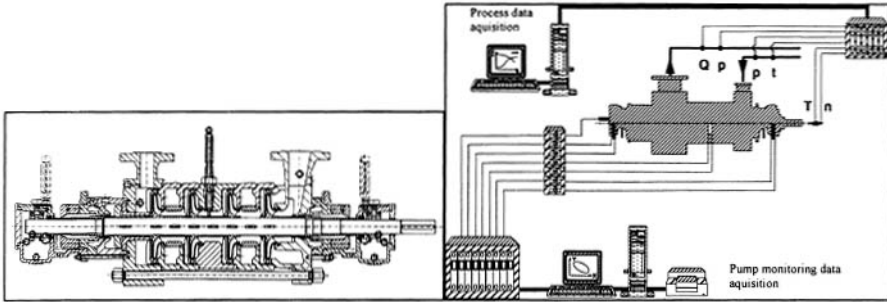 Process data
aquisition
Q p p t
T n
Pump monitoring data
aquisition